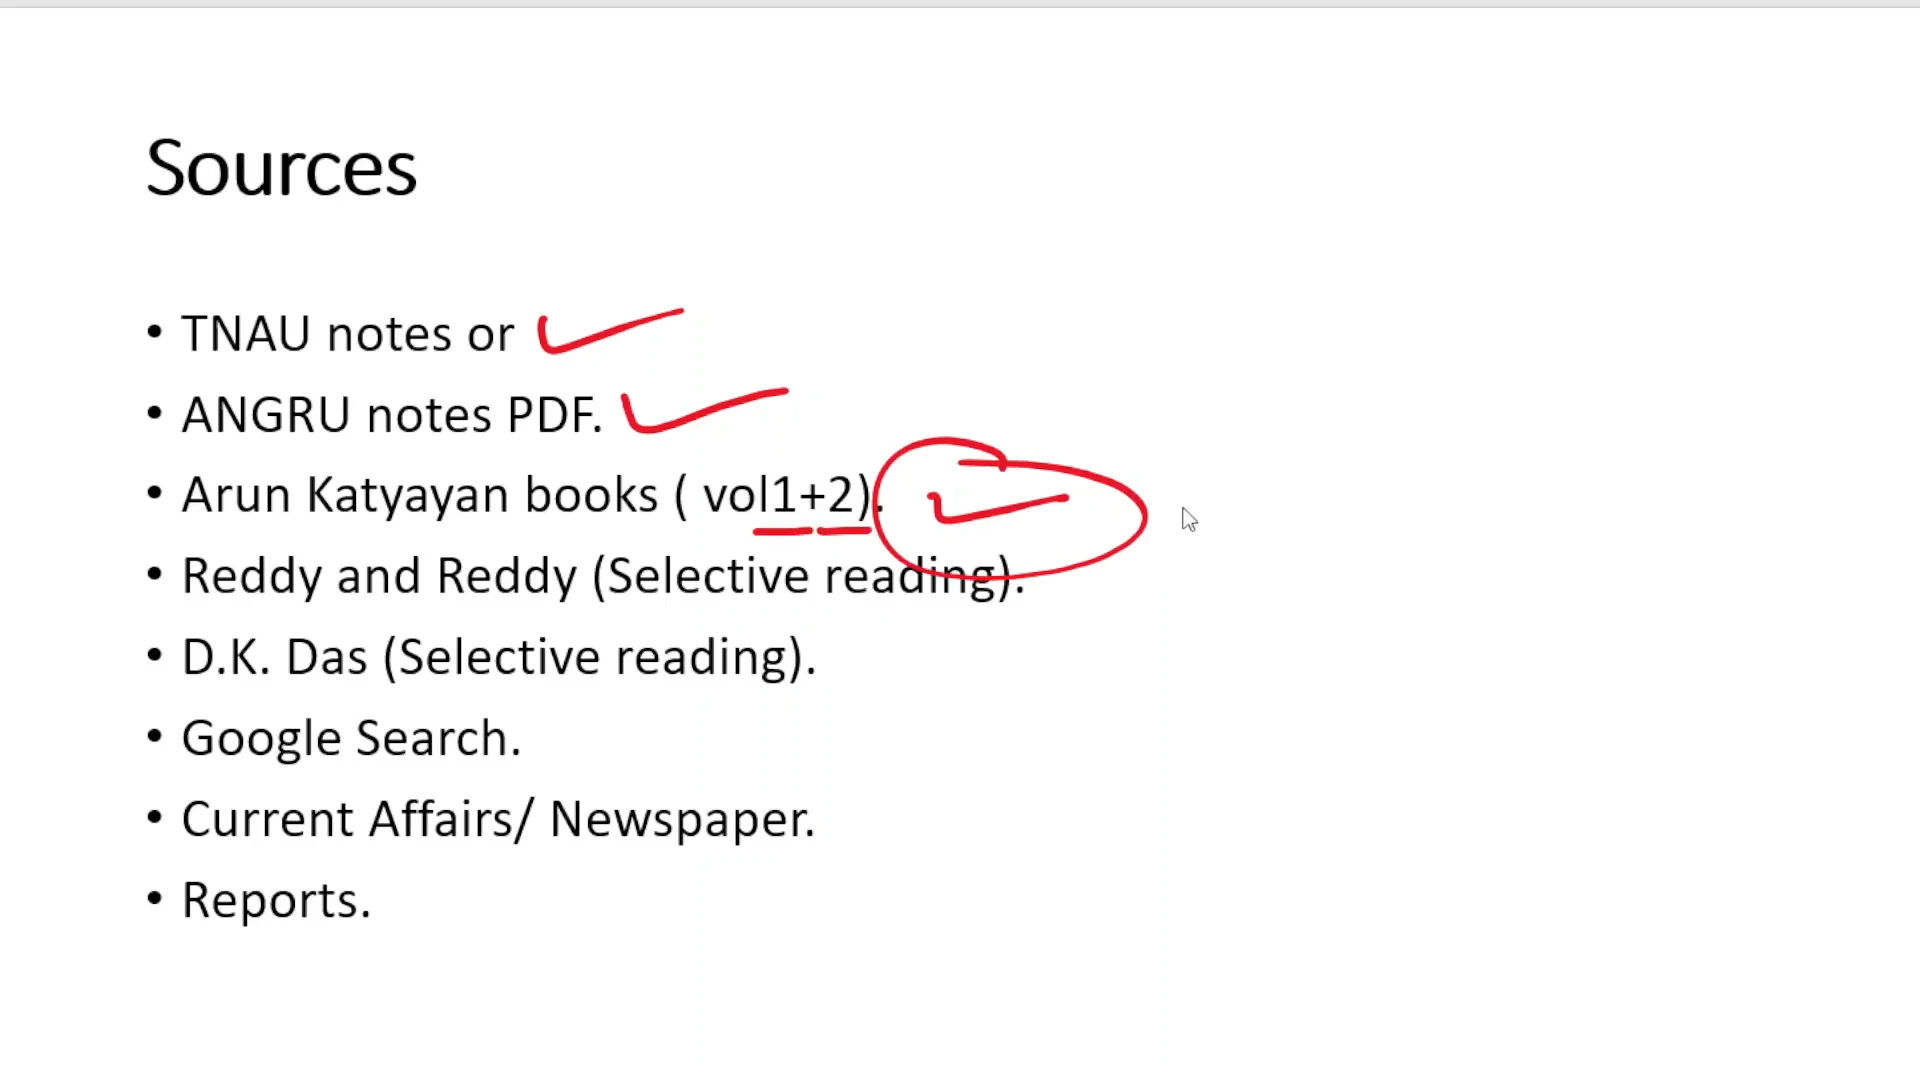 Sources
• TNAU notes or
• ANGRU notes PDF.
• Arun Katyayan books ( vol1+2).
• Reddy and Reddy (Selective reading).
• D.K. Das (Selective reading).
• Google Search.
• Current Affairs/ Newspaper.
• Reports.